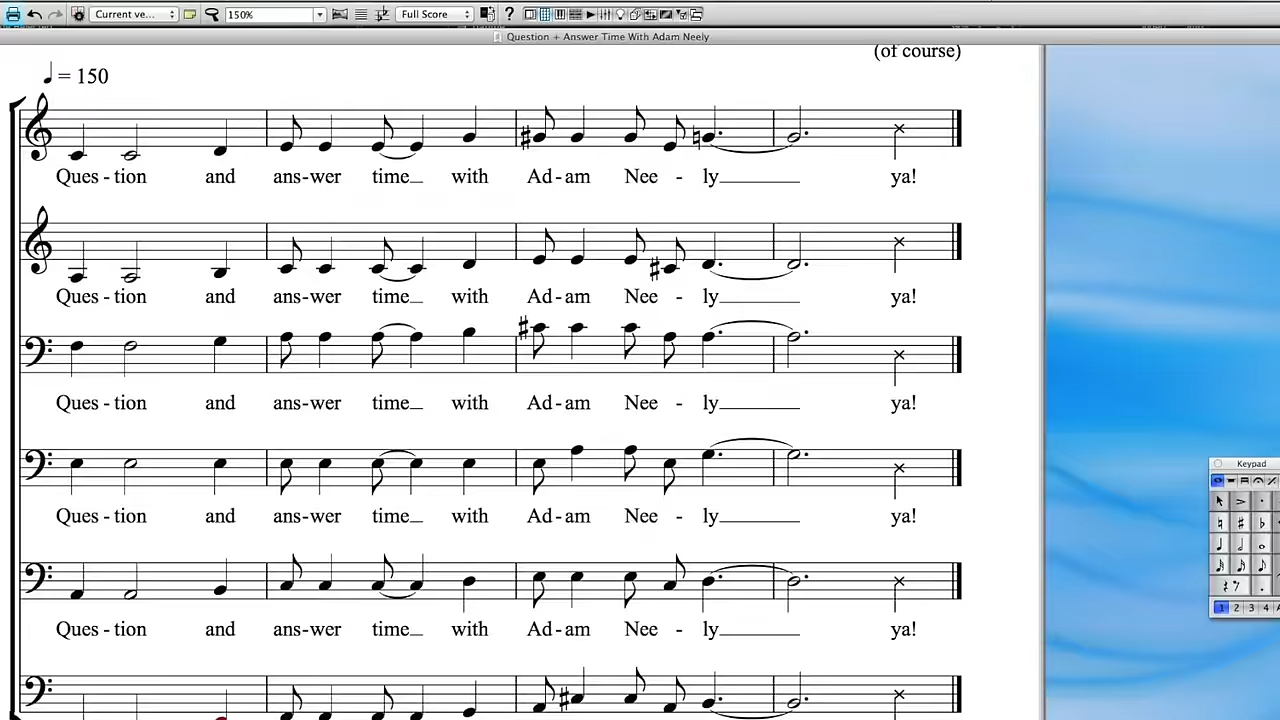 Current ve...
150%
Full Score
?
Question + Answer Time With Adam Neely
(of course)
= 150
Ques - tion and ans - wer time with Ad - am Nee - ly ya!
Ques - tion and ans - wer time with Ad - am Nee - ly ya!
Ques - tion and ans - wer time with Ad - am Nee - ly ya!
Ques - tion and ans - wer time with Ad - am Nee - ly ya!
Ques - tion and ans - wer time with Ad - am Nee - ly ya!
Keypad
1 2 3 4